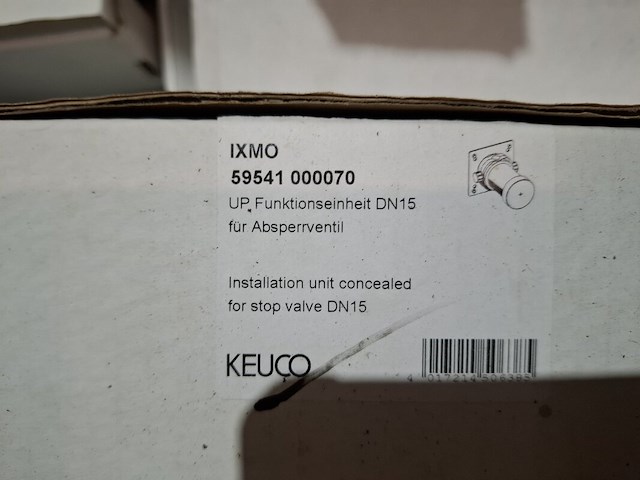 IXMO
59541 000070
UP Funktionseinheit DN15
für Absperrventil
Installation unit concealed
for stop valve DN15
KEUCO